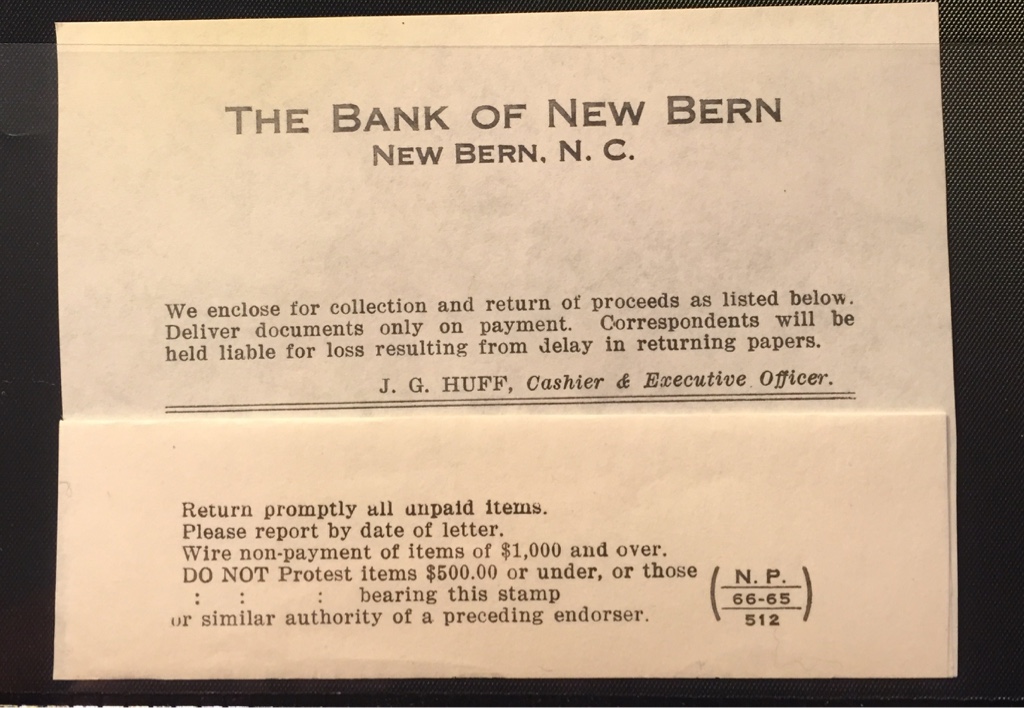 THE BANK OF NEW BERN
NEW BERN, N. C.
We enclose for collection and return of proceeds as listed below.
Deliver documents only on payment. Correspondents will be
held liable for loss resulting from delay in returning papers.
J. G. HUFF, Cashier & Executive Officer.
Return promptly all unpaid items.
Please report by date of letter.
Wire non-payment of items of $1,000 and over.
DO NOT Protest items $500.00 or under, or those
: : : bearing this stamp
or similar authority of a preceding endorser.
N. P.
66-65
512